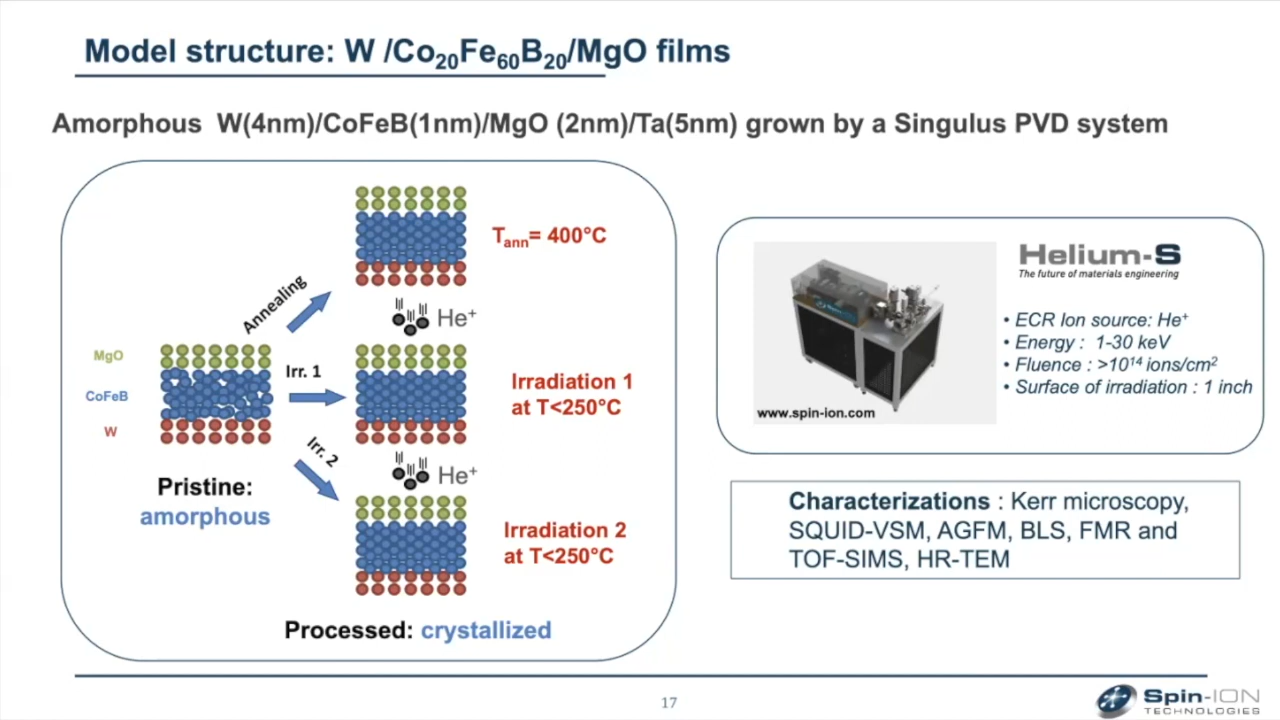 Model structure: W /Co₂₀Fe₆₀B₂₀/MgO films
Amorphous W(4nm)/CoFeB(1nm)/MgO (2nm)/Ta(5nm) grown by a Singulus PVD system
Annealing
Tₐₙₙ= 400°C
He⁺
MgO
CoFeB
W
Irr. 1
Irradiation 1
at T<250°C
Irr. 2
He⁺
Pristine:
amorphous
Irradiation 2
at T<250°C
Processed: crystallized
www.spin-ion.com
Helium-S
The future of materials engineering
• ECR Ion source: He⁺
• Energy : 1-30 keV
• Fluence : >10¹⁴ ions/cm²
• Surface of irradiation : 1 inch
Characterizations : Kerr microscopy,
SQUID-VSM, AGFM, BLS, FMR and
TOF-SIMS, HR-TEM
17
Spin-ION
TECHNOLOGIES